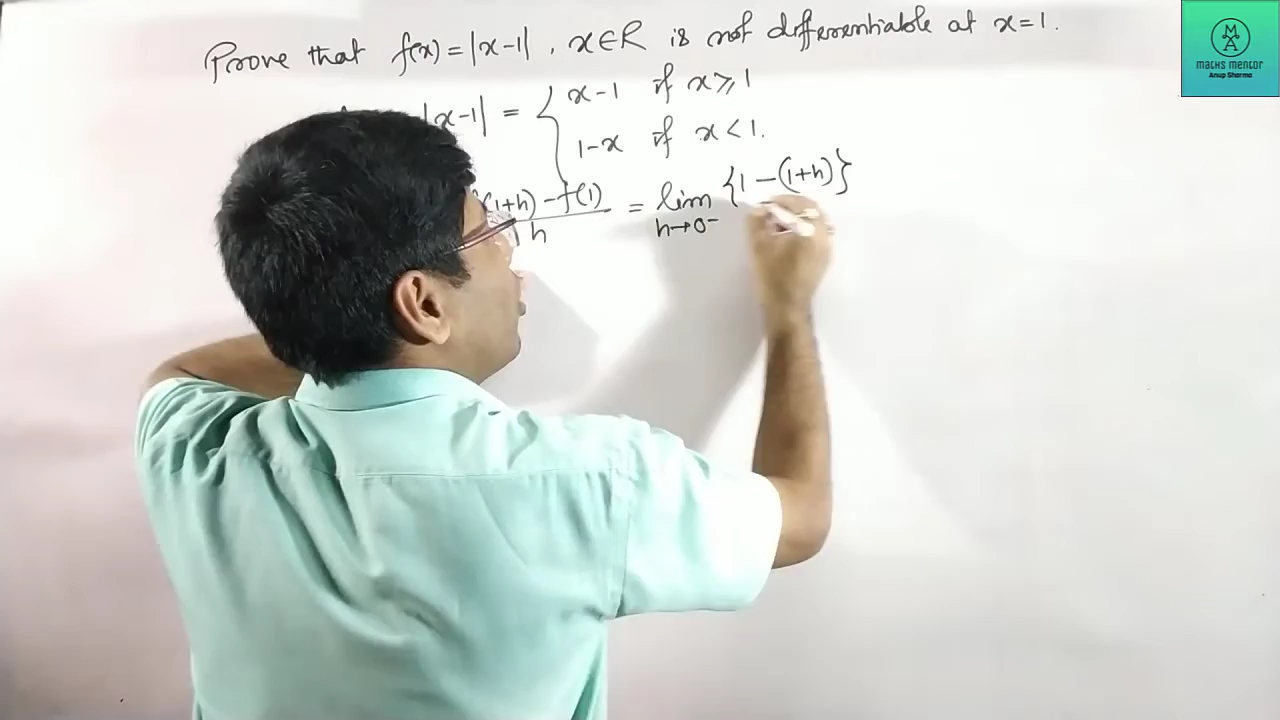 Prove that f(x) = |x-1|, x∈R is not differentiable at x=1.
|x-1| = { x-1 if x⩾1
1-x if x<1.
(1+h) - f(1) / h = lim h→0⁻ {1-(1+h)}
MA
maths mentor
Anup Sharma